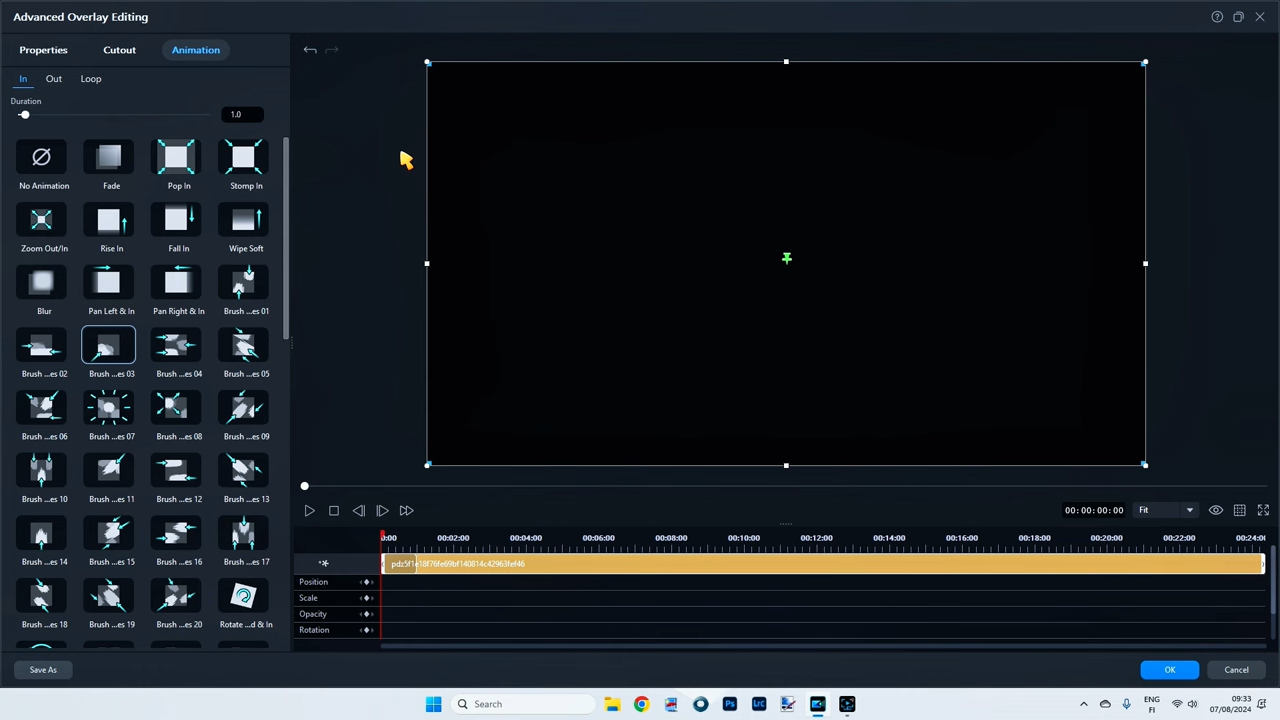 Advanced Overlay Editing
Properties Cutout Animation
In Out Loop
Duration
1.0
No Animation Fade Pop In Stomp In
Zoom Out/In Rise In Fall In Wipe Soft
Blur Pan Left & In Pan Right & In Brush ...es 01
Brush ...es 02 Brush ...es 03 Brush ...es 04 Brush ...es 05
Brush ...es 06 Brush ...es 07 Brush ...es 08 Brush ...es 09
Brush ...es 10 Brush ...es 11 Brush ...es 12 Brush ...es 13
Brush ...es 14 Brush ...es 15 Brush ...es 16 Brush ...es 17
Brush ...es 18 Brush ...es 19 Brush ...es 20 Rotate ...d & In
00:00:00:00 Fit
0:00 00:02:00 00:04:00 00:06:00 00:08:00 00:10:00 00:12:00 00:14:00 00:16:00 00:18:00 00:20:00 00:22:00 00:24:0
Position
Scale
Opacity
Rotation
Save As OK Cancel
Search
Ps Lrc
ENG
FI
09:33
07/08/2024